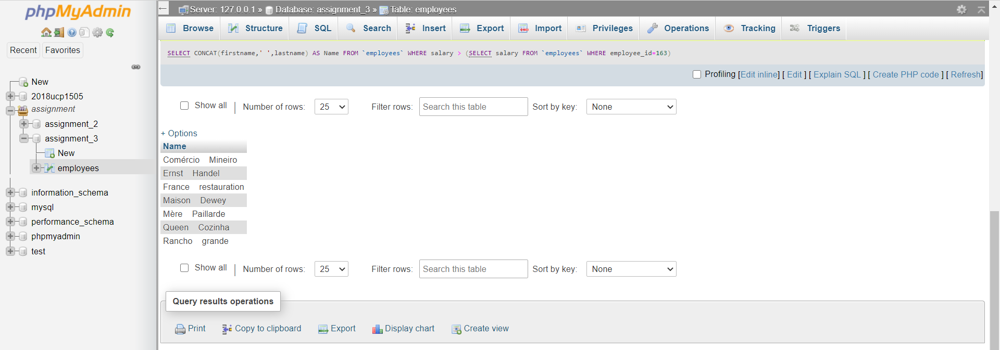 phpMyAdmin
Recent Favorites
New
2018ucp1505
assignment
assignment_2
assignment_3
New
employees
information_schema
mysql
performance_schema
phpmyadmin
test
Server: 127.0.0.1 » Database: assignment_3 » Table: employees
Browse Structure SQL Search Insert Export Import Privileges Operations Tracking Triggers
SELECT CONCAT(firstname,' ',lastname) AS Name FROM `employees` WHERE salary > (SELECT salary FROM `employees` WHERE employee_id=163)
Profiling [Edit inline] [ Edit ] [ Explain SQL ] [ Create PHP code ] [ Refresh]
Show all | Number of rows: 25 Filter rows: Search this table Sort by key: None
+ Options
Name
Comércio Mineiro
Ernst Handel
France restauration
Maison Dewey
Mère Paillarde
Queen Cozinha
Rancho grande
Show all | Number of rows: 25 Filter rows: Search this table Sort by key: None
Query results operations
Print Copy to clipboard Export Display chart Create view